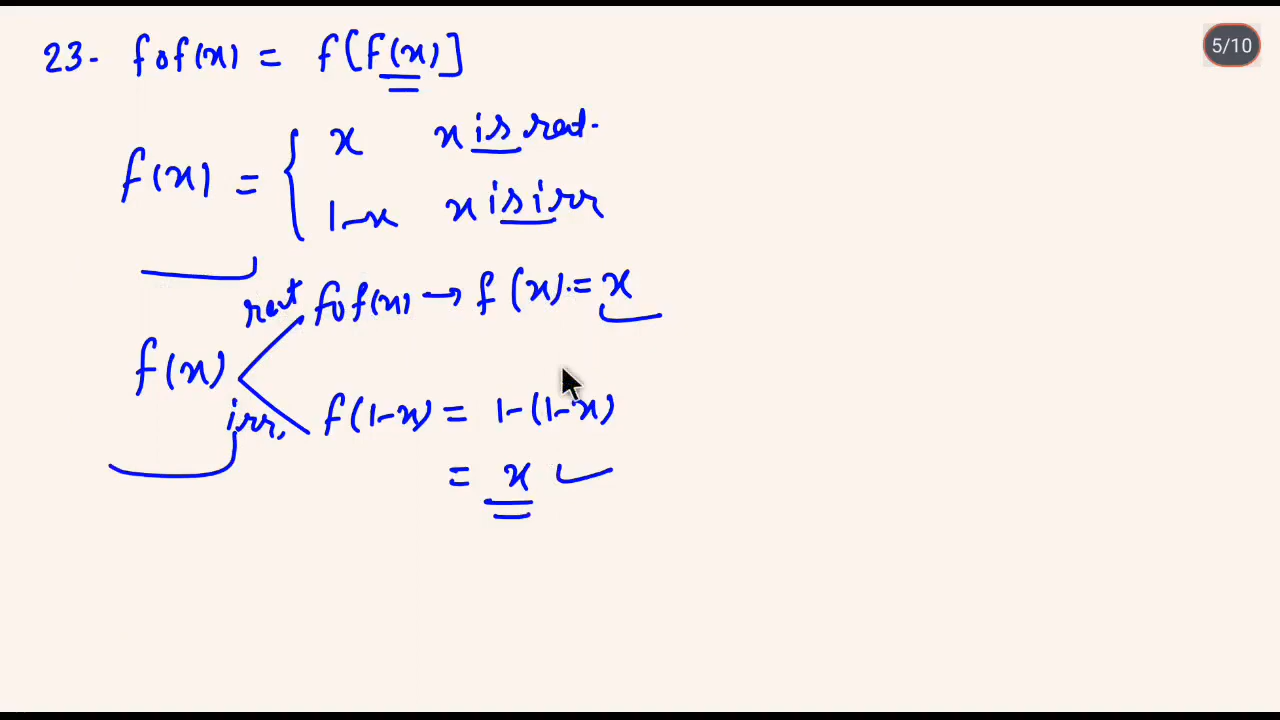 23. fof(x) = f[f(x)]
5/10
f(x) = { x x is rat.
1-x x is irr
rat fof(x) → f(x) = x
f(x)
irr, f(1-x) = 1-(1-x)
= x